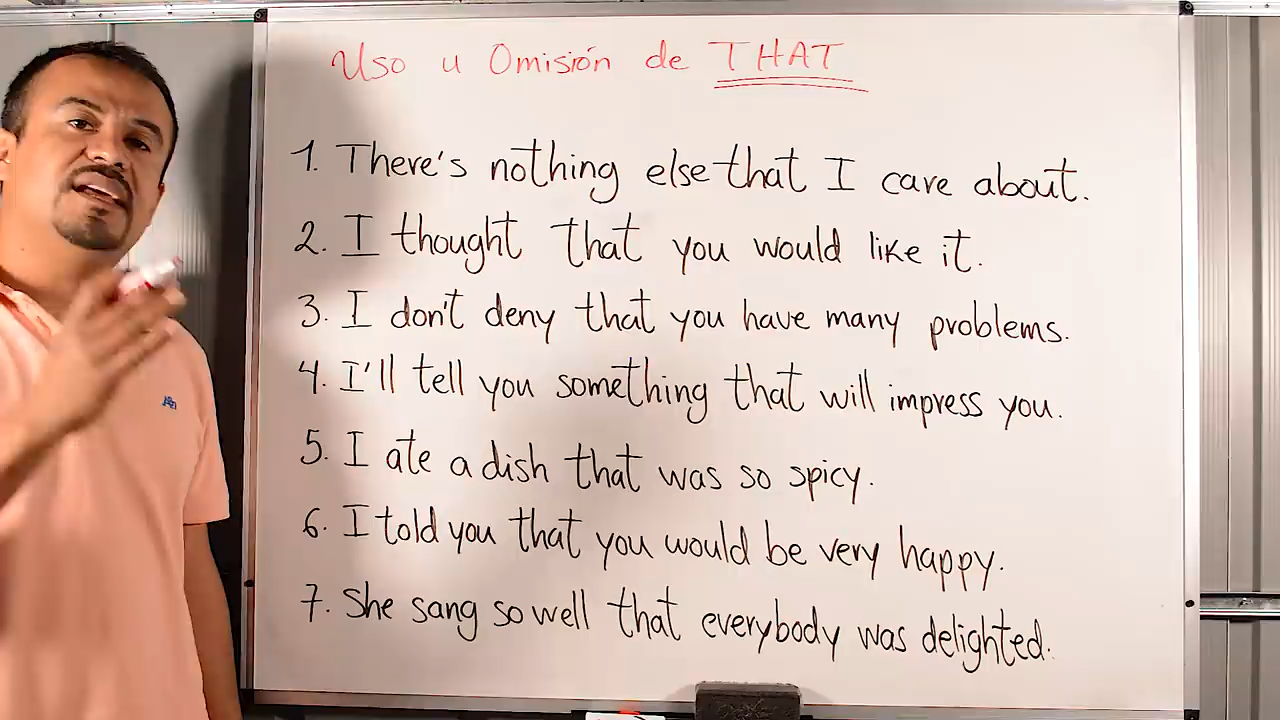 Uso u Omisión de THAT
1. There's nothing else that I care about.
2. I thought that you would like it.
3. I don't deny that you have many problems.
4. I'll tell you something that will impress you.
5. I ate a dish that was so spicy.
6. I told you that you would be very happy.
7. She sang so well that everybody was delighted.